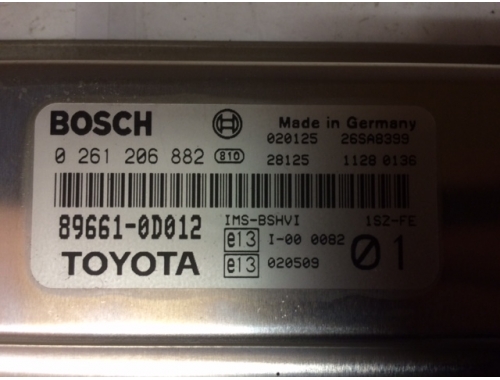 BOSCH Made in Germany
020125 26SA8399
0 261 206 882 810 28125 1128 0136
89661-0D012 IMS-BSHVI 1SZ-FE
e13 I-00 0082 01
TOYOTA e13 020509